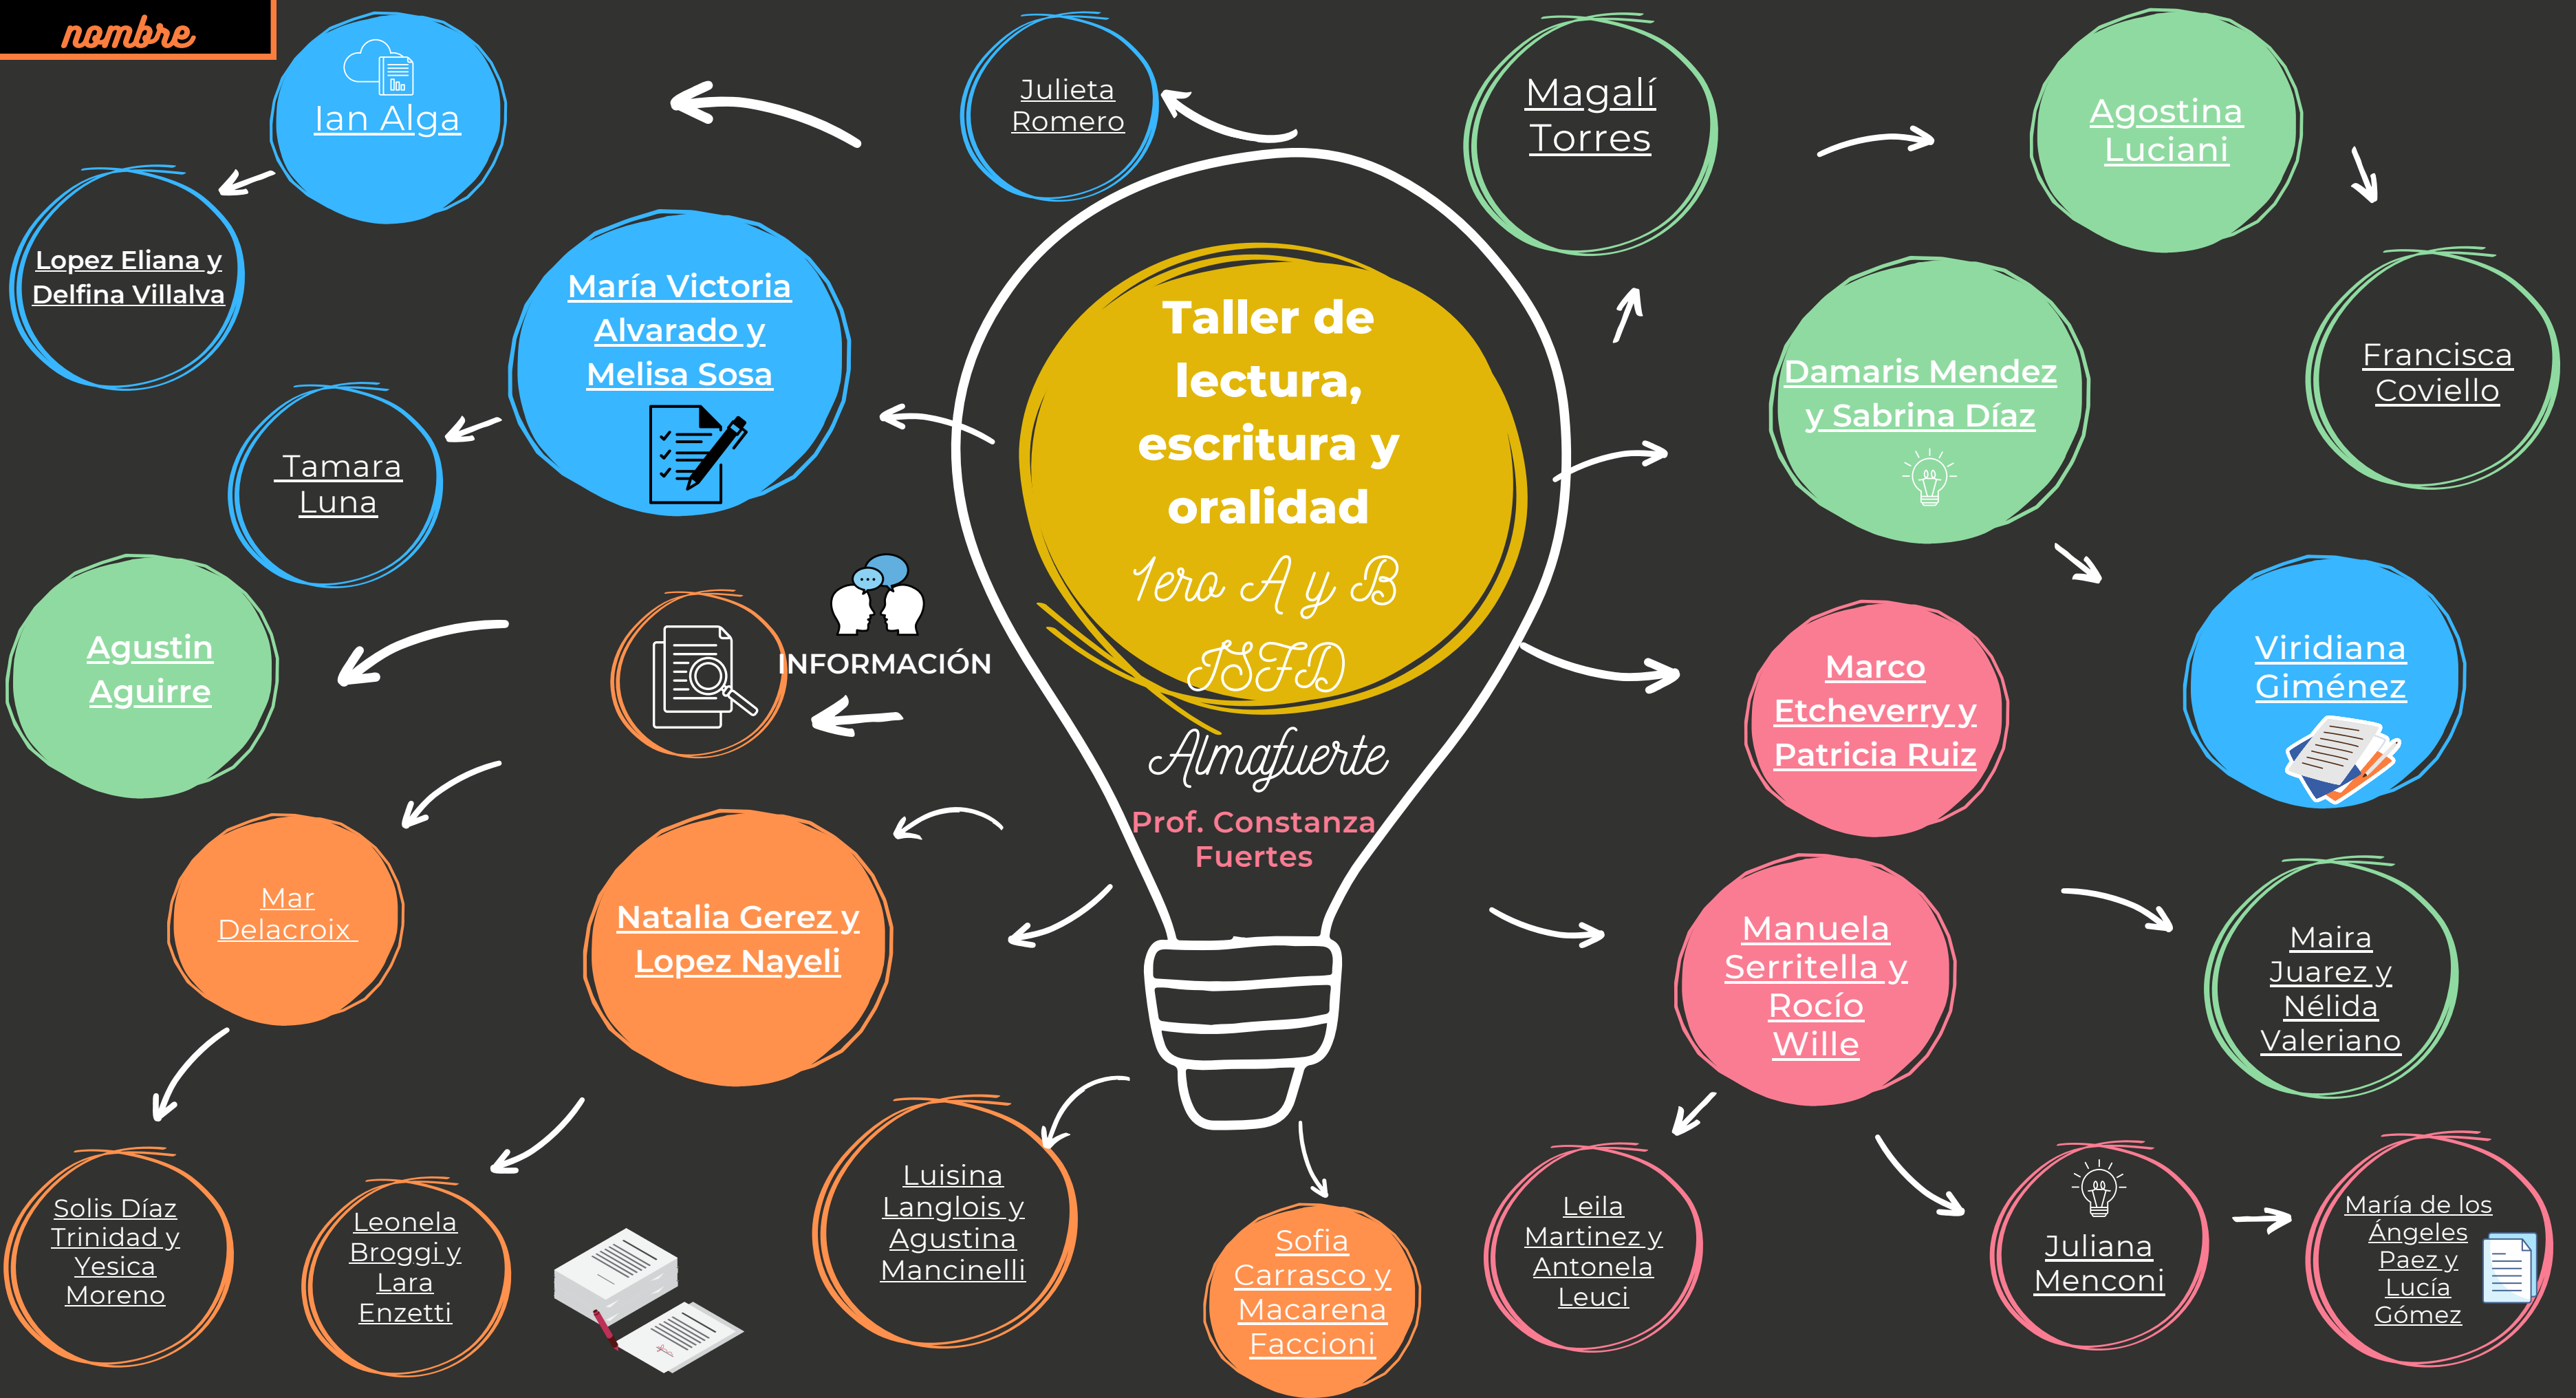 nombre
Ian Alga
Julieta
Romero
Magalí
Torres
Agostina
Luciani
Lopez Eliana y
Delfina Villalva
María Victoria
Alvarado y
Melisa Sosa
Taller de
lectura,
escritura y
oralidad
1ero A y B
ISFD
Almafuerte
Prof. Constanza
Fuertes
Damaris Mendez
y Sabrina Díaz
Francisca
Coviello
Tamara
Luna
Agustin
Aguirre
INFORMACIÓN
Marco
Etcheverry y
Patricia Ruiz
Viridiana
Giménez
Mar
Delacroix
Natalia Gerez y
Lopez Nayeli
Manuela
Serritella y
Rocío
Wille
Maira
Juarez y
Nélida
Valeriano
Solis Díaz
Trinidad y
Yesica
Moreno
Leonela
Broggi y
Lara
Enzetti
Luisina
Langlois y
Agustina
Mancinelli
Sofia
Carrasco y
Macarena
Faccioni
Leila
Martinez y
Antonela
Leuci
Juliana
Menconi
María de los
Ángeles
Paez y
Lucía
Gómez